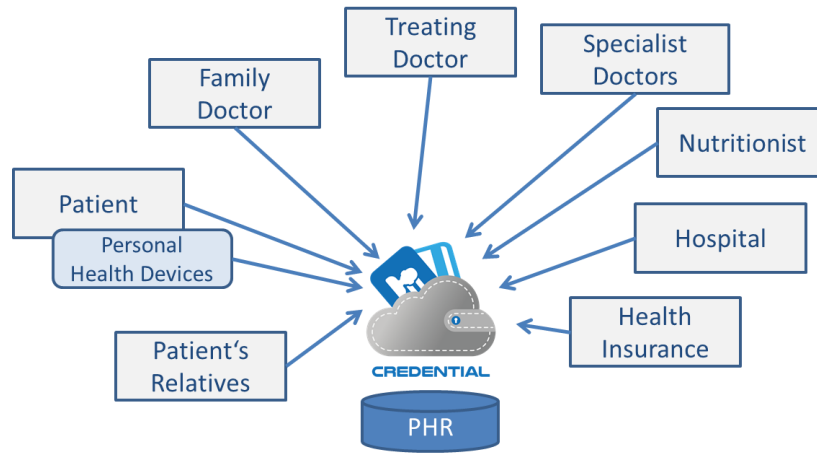 Treating
Doctor
Specialist
Doctors
Family
Doctor
Nutritionist
Patient
Personal
Health Devices
Hospital
Health
Insurance
Patient‘s
Relatives
CREDENTIAL
PHR